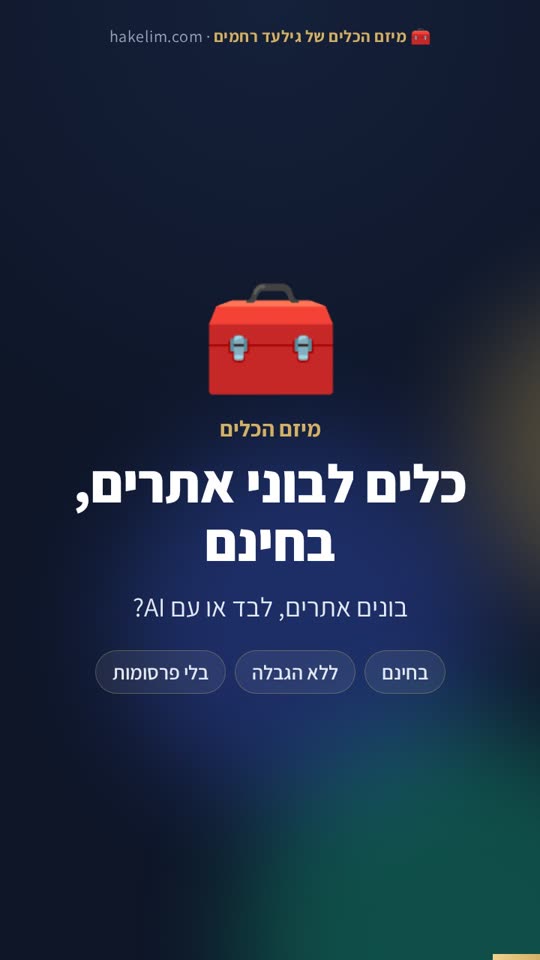 🧰 מיזם הכלים של גילעד רחמים · hakelim.com
מיזם הכלים
כלים לבוני אתרים,
בחינם
בונים אתרים, לבד או עם AI?
בחינם
ללא הגבלה
בלי פרסומות